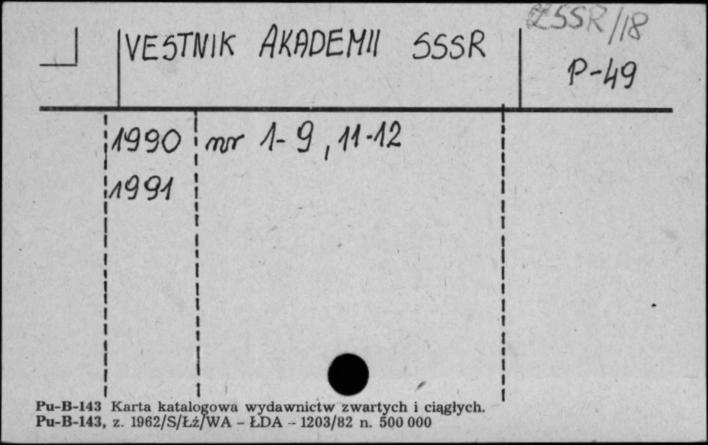 ZSSR/18
VESTNIK AKADEMII SSSR
P-49
1990 nr 1-9, 11-12
1991
Pu-B-143 Karta katalogowa wydawnictw zwartych i ciągłych.
Pu-B-143, z. 1962/S/Łż/WA - ŁDA - 1203/82 n. 500 000